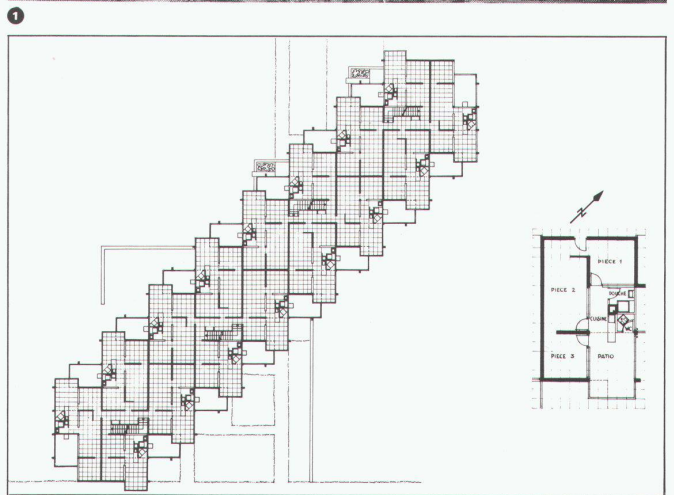 1
N
PIECE 1
PIECE 2
DOUCHE
CUISINE
WC
PIECE 3
PATIO